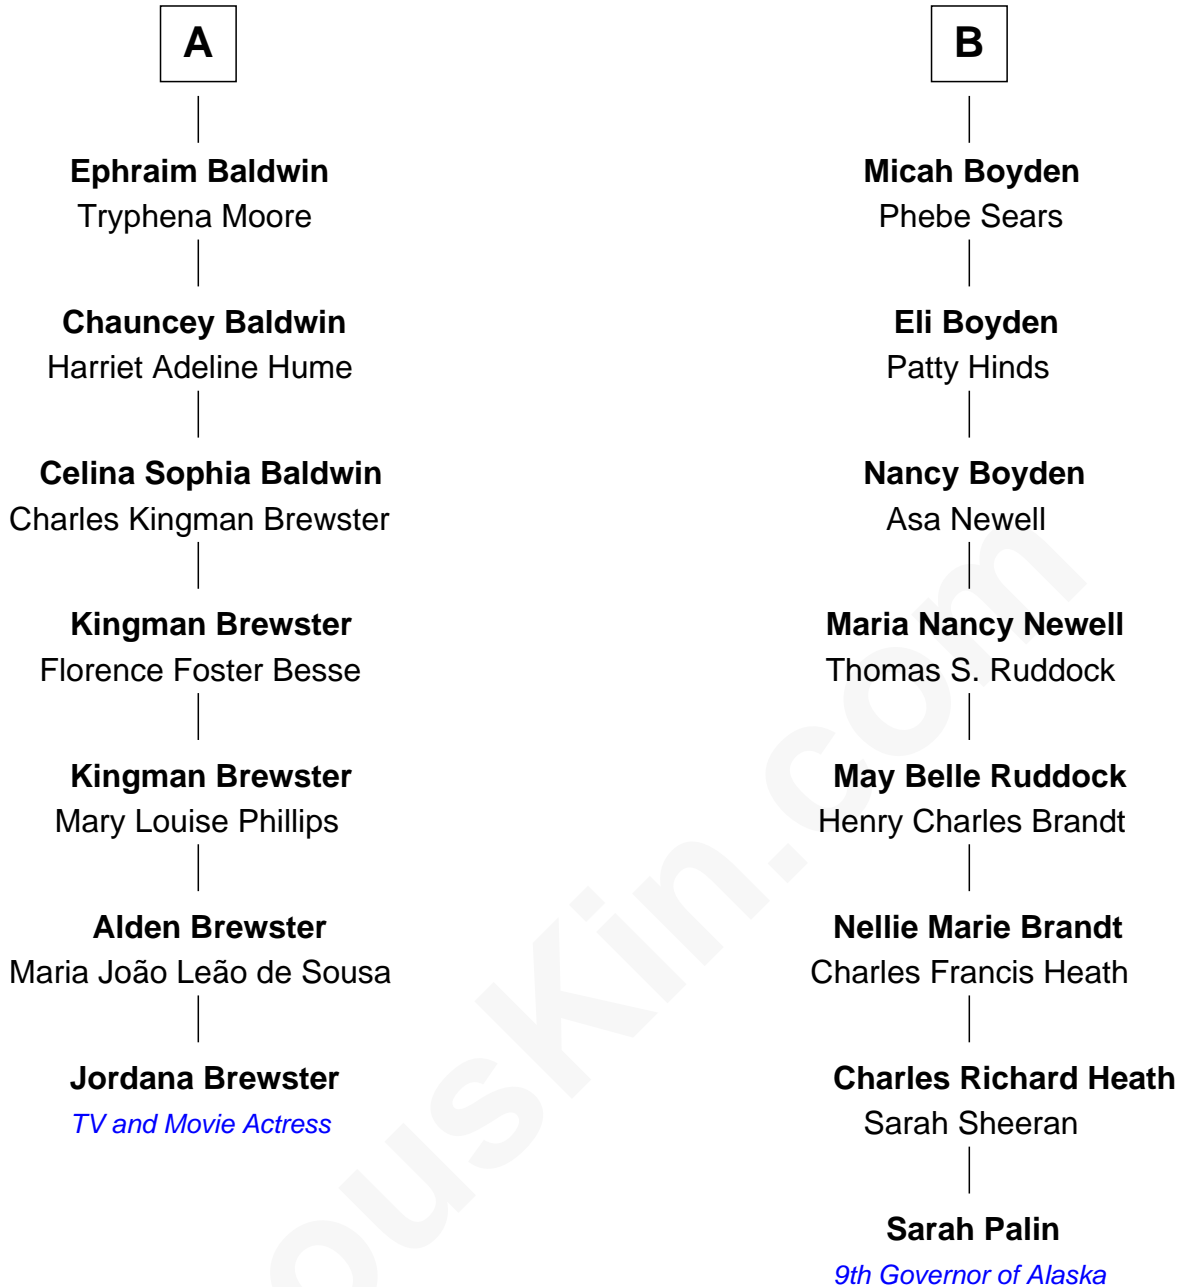 A
Ephraim Baldwin
Tryphena Moore
Chauncey Baldwin
Harriet Adeline Hume
Celina Sophia Baldwin
Charles Kingman Brewster
Kingman Brewster
Florence Foster Besse
Kingman Brewster
Mary Louise Phillips
Alden Brewster
Maria João Leão de Sousa
Jordana Brewster
TV and Movie Actress
B
Micah Boyden
Phebe Sears
Eli Boyden
Patty Hinds
Nancy Boyden
Asa Newell
Maria Nancy Newell
Thomas S. Ruddock
May Belle Ruddock
Henry Charles Brandt
Nellie Marie Brandt
Charles Francis Heath
Charles Richard Heath
Sarah Sheeran
Sarah Palin
9th Governor of Alaska
ousKin.com